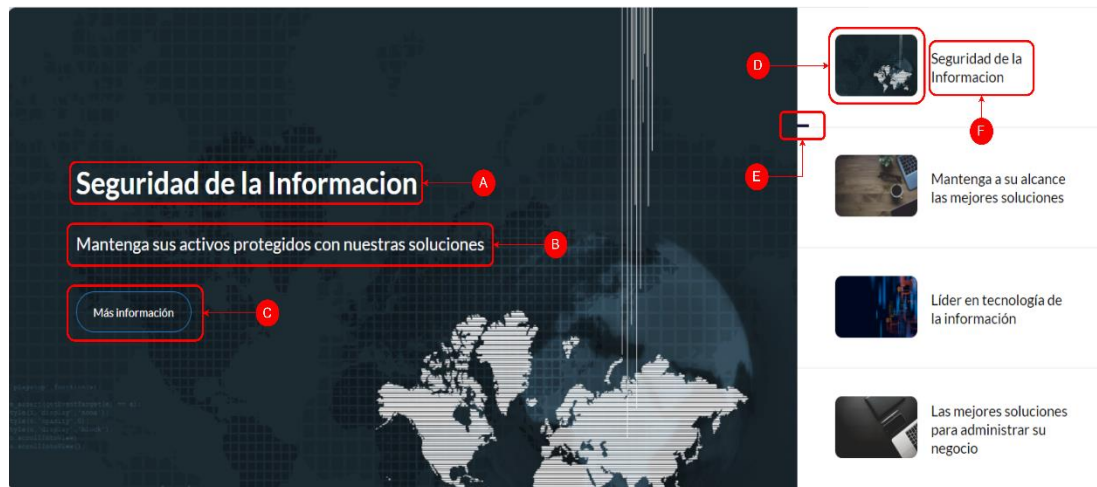 Seguridad de la Informacion
A
Mantenga sus activos protegidos con nuestras soluciones
B
Más información
C
D
E
Seguridad de la
Informacion
F
Mantenga a su alcance
las mejores soluciones
Líder en tecnología de
la información
Las mejores soluciones
para administrar su
negocio